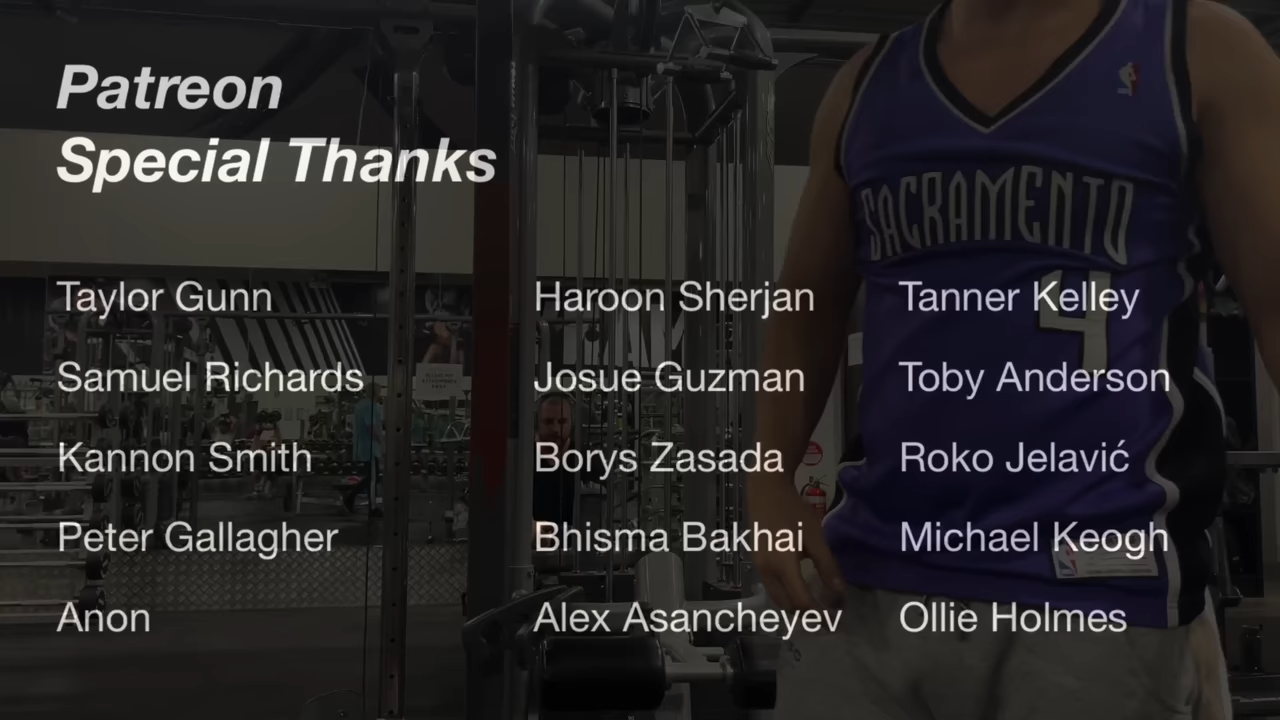 Patreon
Special Thanks
Taylor Gunn
Samuel Richards
Kannon Smith
Peter Gallagher
Anon
Haroon Sherjan
Josue Guzman
Borys Zasada
Bhisma Bakhai
Alex Asancheyev
Tanner Kelley
Toby Anderson
Roko Jelavić
Michael Keogh
Ollie Holmes
SACRAMENTO
4